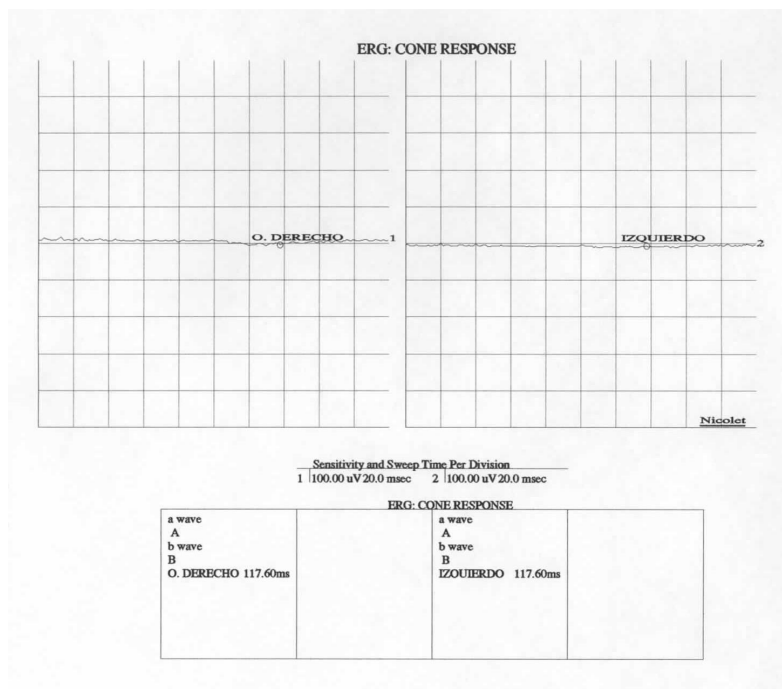 ERG: CONE RESPONSE
O. DERECHO
1
IZQUIERDO
2
Nicolet
Sensitivity and Sweep Time Per Division
1 100.00 uV 20.0 msec 2 100.00 uV 20.0 msec
ERG: CONE RESPONSE
a wave
A
b wave
B
O. DERECHO 117.60ms
a wave
A
b wave
B
IZQUIERDO 117.60ms